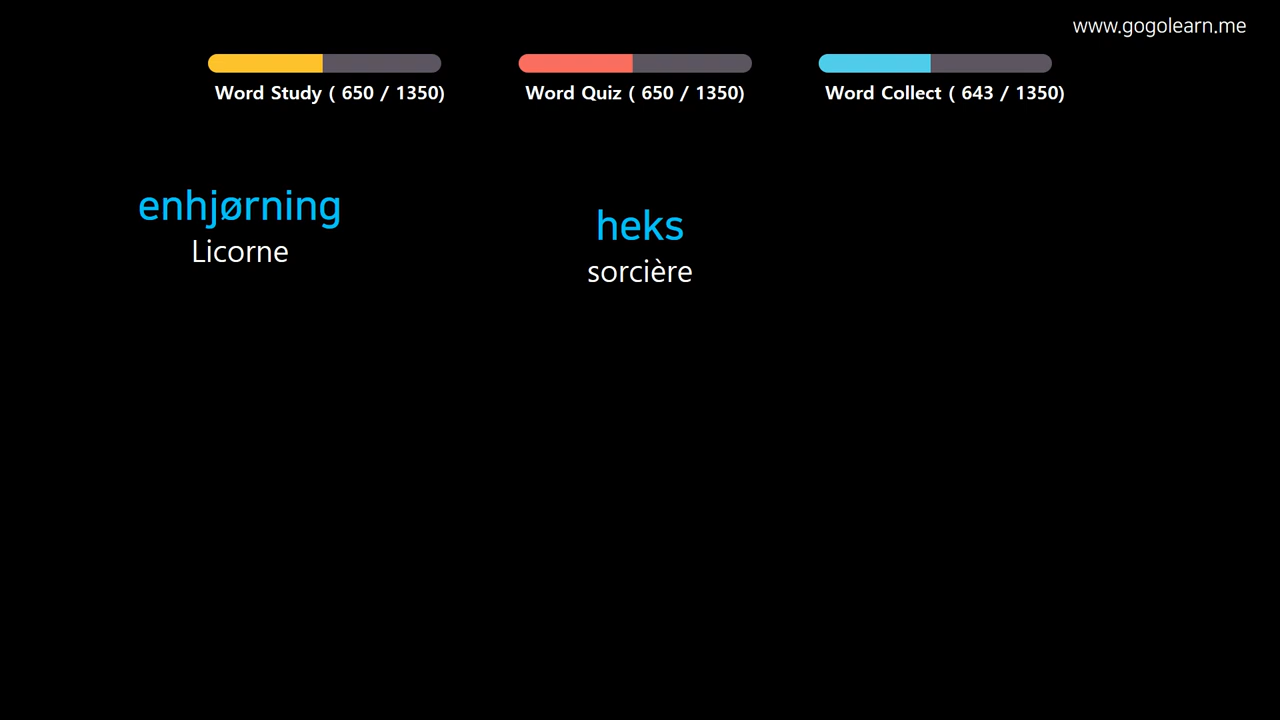 www.gogolearn.me
Word Study ( 650 / 1350)
Word Quiz ( 650 / 1350)
Word Collect ( 643 / 1350)
enhjørning
Licorne
heks
sorcière